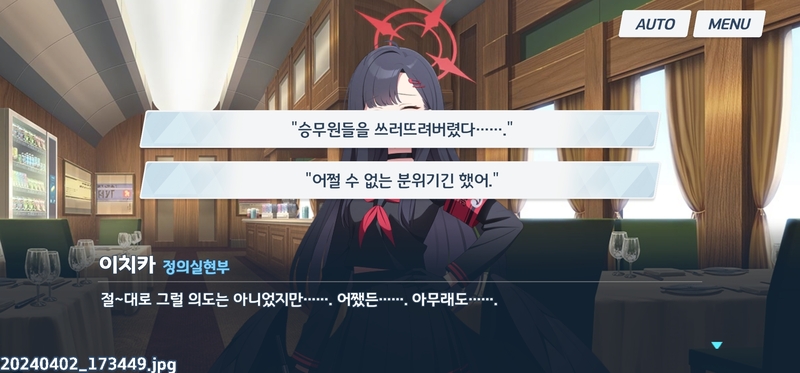 AUTO
MENU
"승무원들을 쓰러뜨려버렸다……."
"어쩔 수 없는 분위기긴 했어."
이치카 정의실현부
절~대로 그럴 의도는 아니었지만……. 어쨌든……. 아무래도…….
20240402_173449.jpg